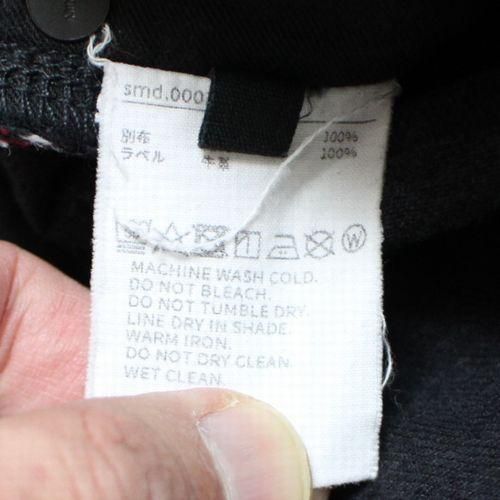 smd.000
別布 100%
ラベル 牛革 100%
W
MACHINE WASH COLD.
DO NOT BLEACH.
DO NOT TUMBLE DRY.
LINE DRY IN SHADE.
WARM IRON.
DO NOT DRY CLEAN.
WET CLEAN